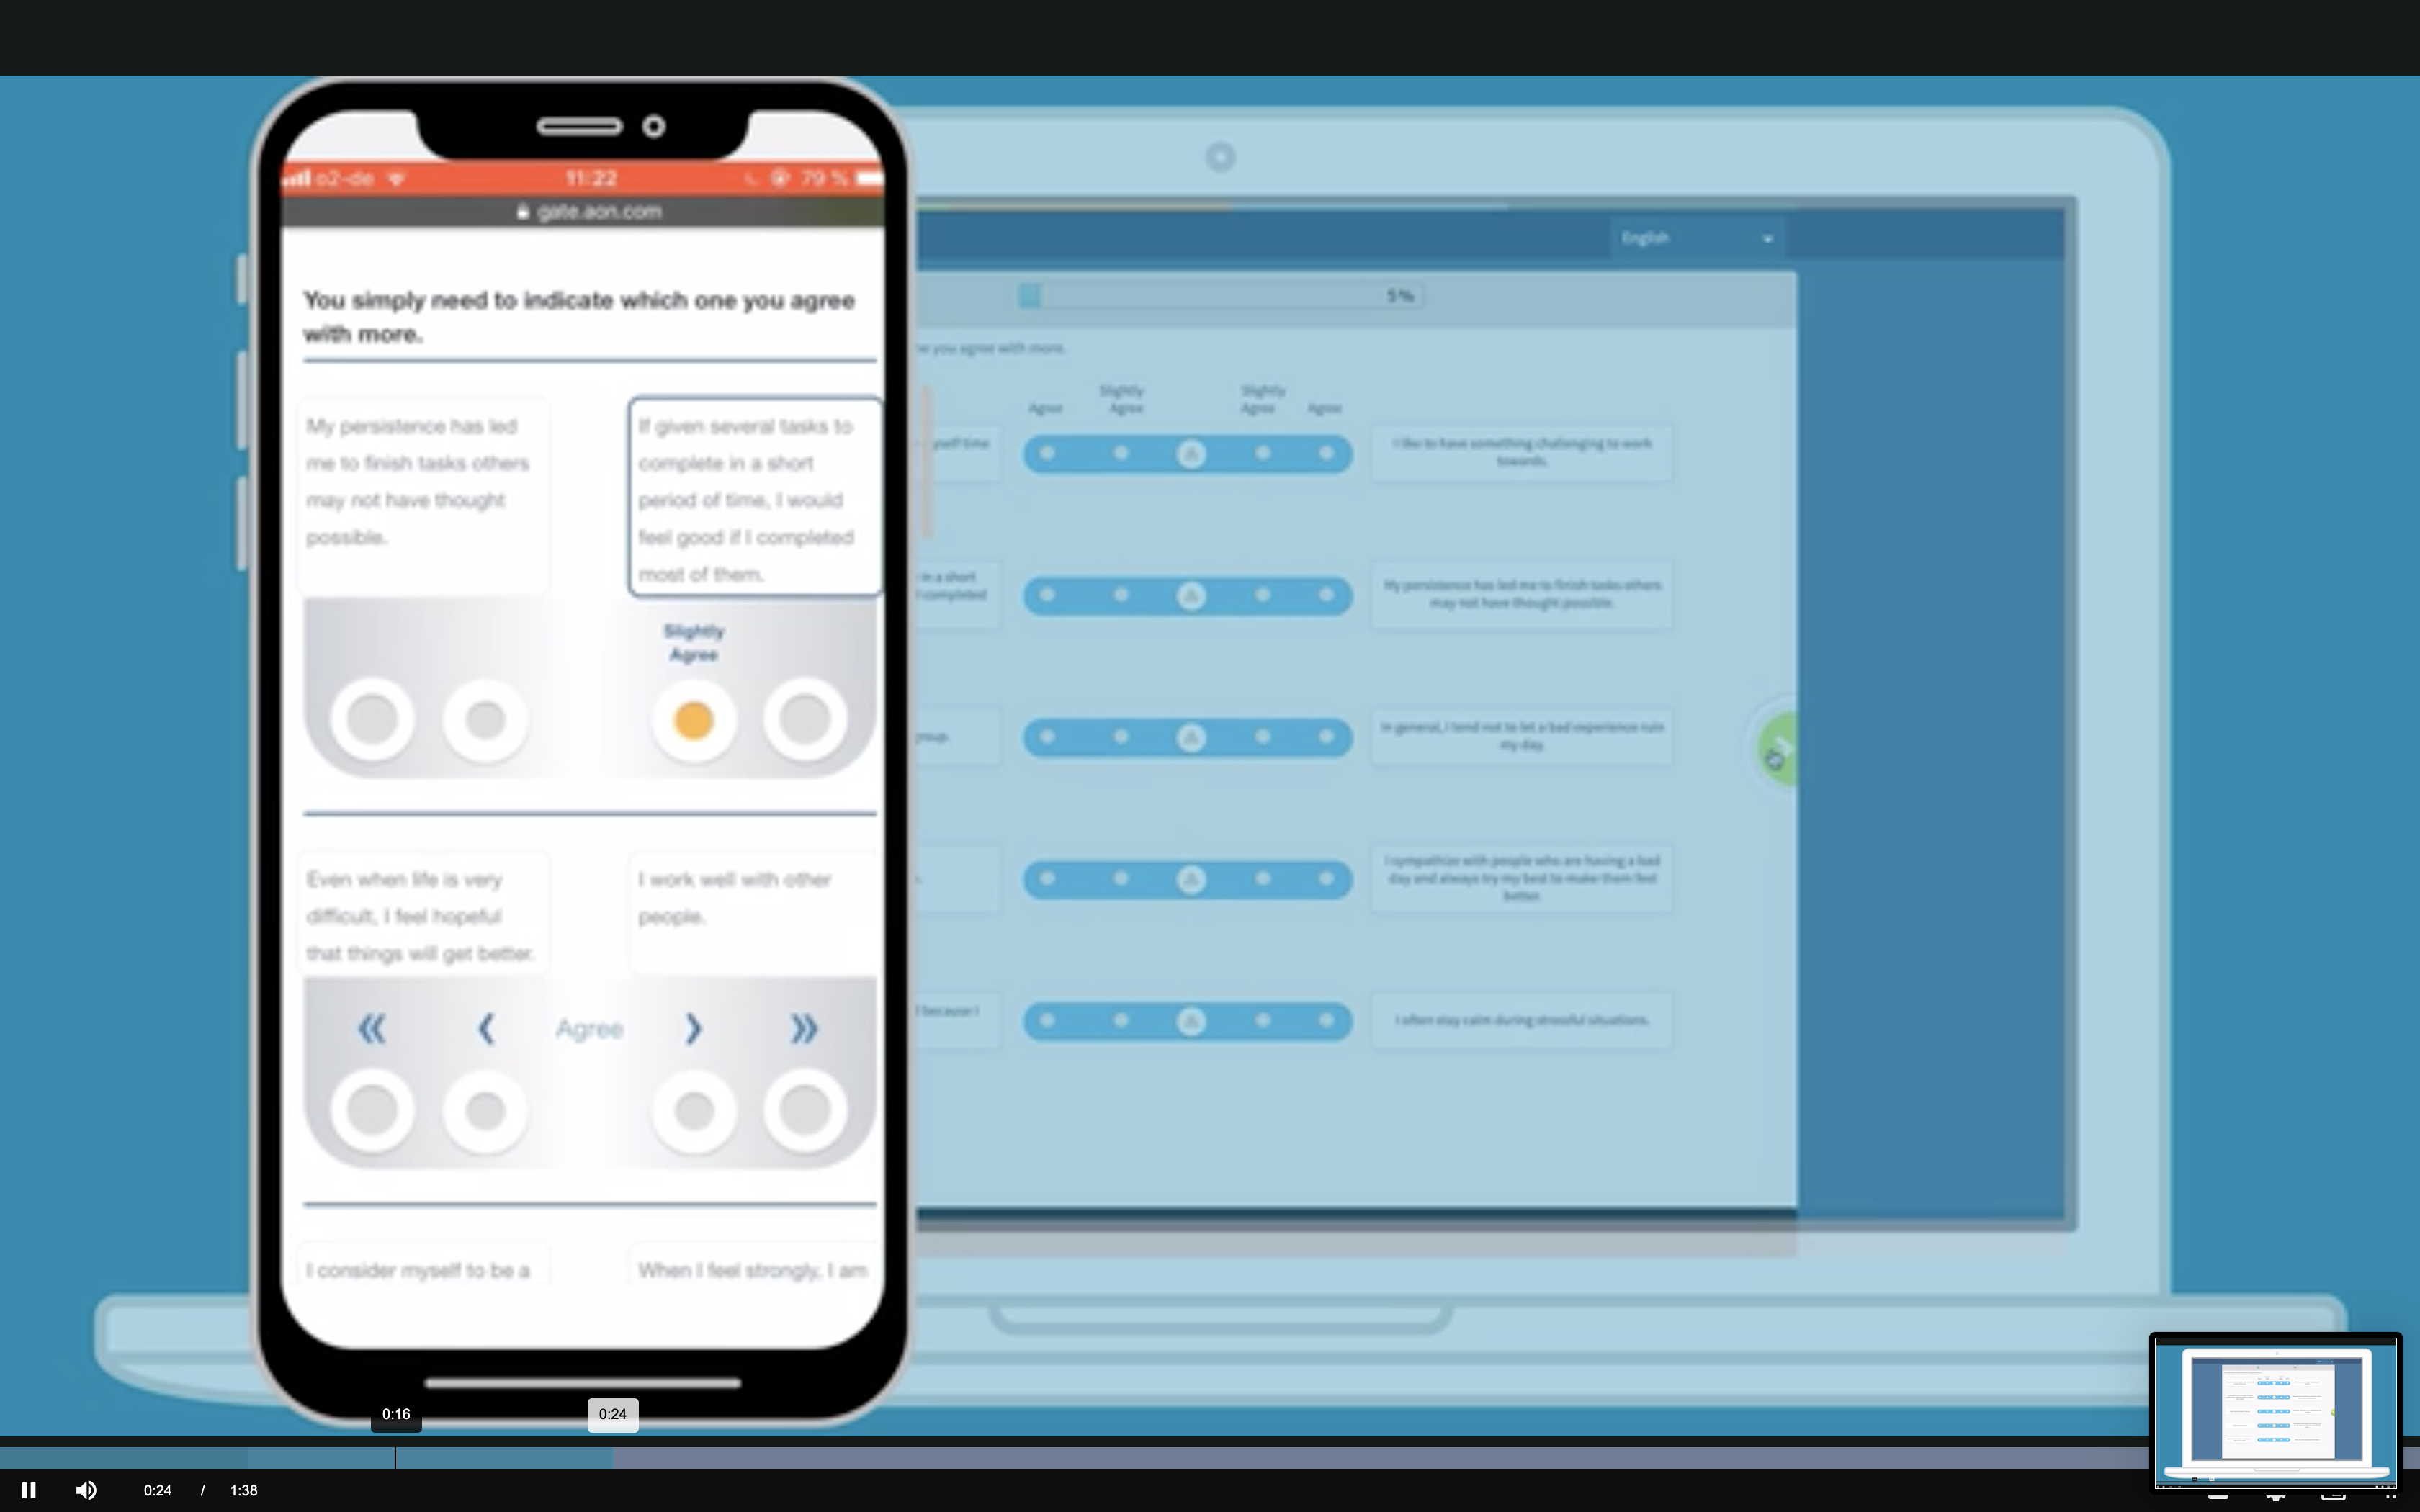 o2-de
11:22
79 %
gate.aon.com
You simply need to indicate which one you agree
with more.
My persistence has led
me to finish tasks others
may not have thought
possible.
If given several tasks to
complete in a short
period of time, I would
feel good if I completed
most of them.
Slightly
Agree
Even when life is very
difficult, I feel hopeful
that things will get better.
I work well with other
people.
Agree
I consider myself to be a
When I feel strongly, I am
English
5%
you agree with more.
Agree
Slightly
Agree
Slightly
Agree
Agree
time
I like to have something challenging to work
towards.
in a short
completed
My persistence has led me to finish tasks others
may not have thought possible.
group.
In general, I tend not to let a bad experience ruin
my day.
I sympathize with people who are having a bad
day and always try my best to make them feel
better.
because I
I often stay calm during stressful situations.
0:16
0:24
0:24 / 1:38